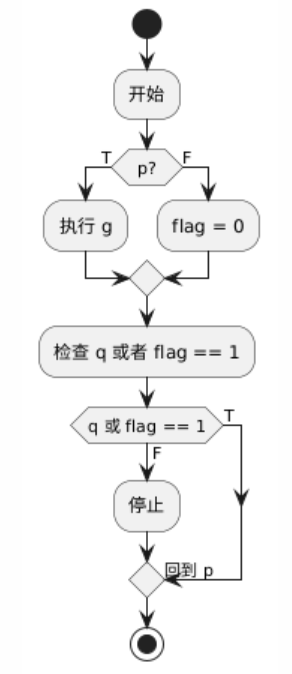 开始
T
p?
F
执行 g
flag = 0
检查 q 或者 flag == 1
q 或 flag == 1
T
F
停止
回到 p